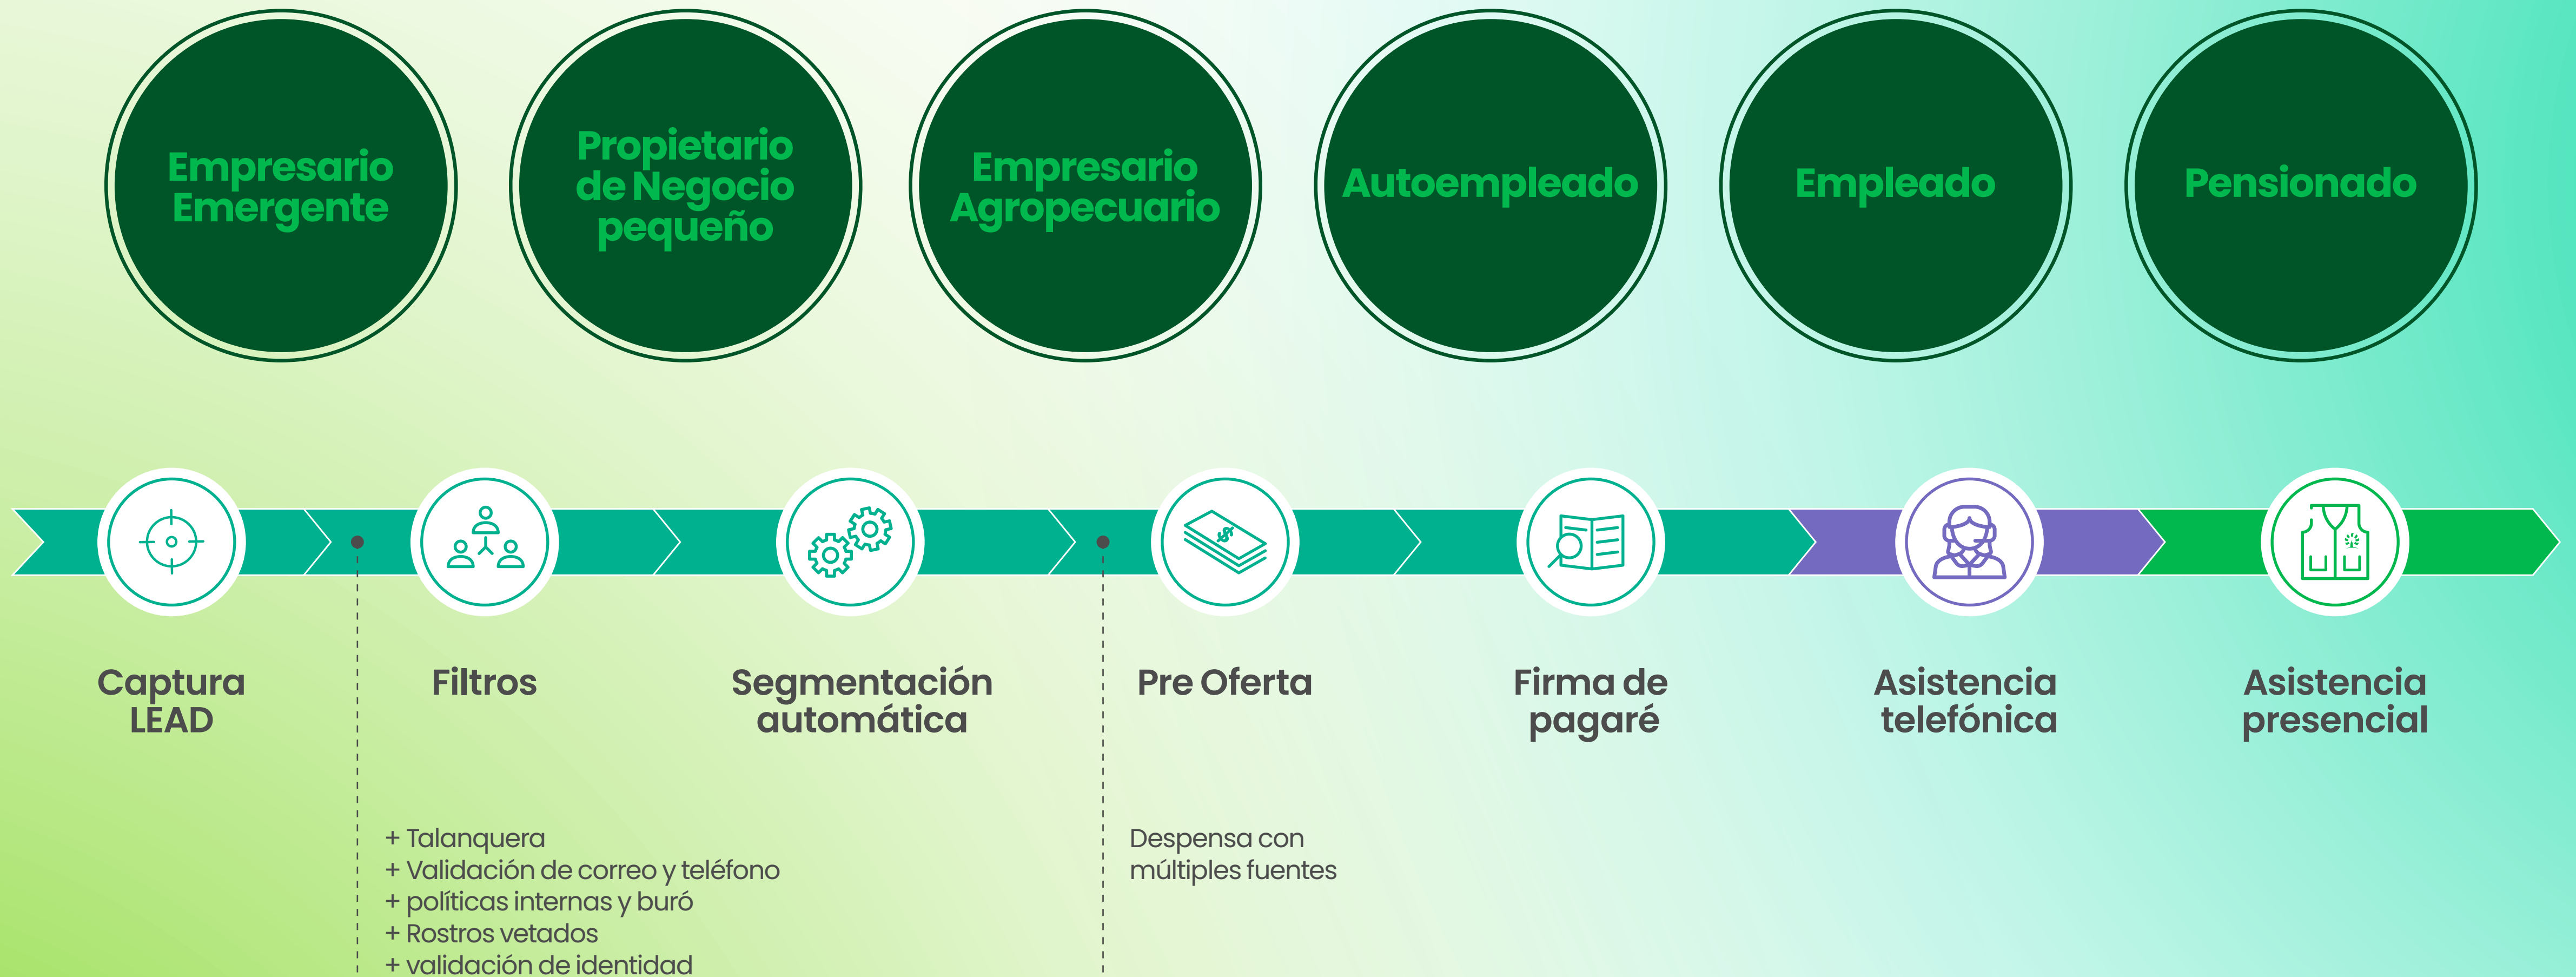 Empresario
Emergente
Propietario
de Negocio
pequeño
Empresario
Agropecuario
Autoempleado
Empleado
Pensionado
$
Captura
LEAD
Filtros
Segmentación
automática
Pre Oferta
Firma de
pagaré
Asistencia
telefónica
Asistencia
presencial
+ Talanquera
+ Validación de correo y teléfono
+ políticas internas y buró
+ Rostros vetados
+ validación de identidad
Despensa con
múltiples fuentes